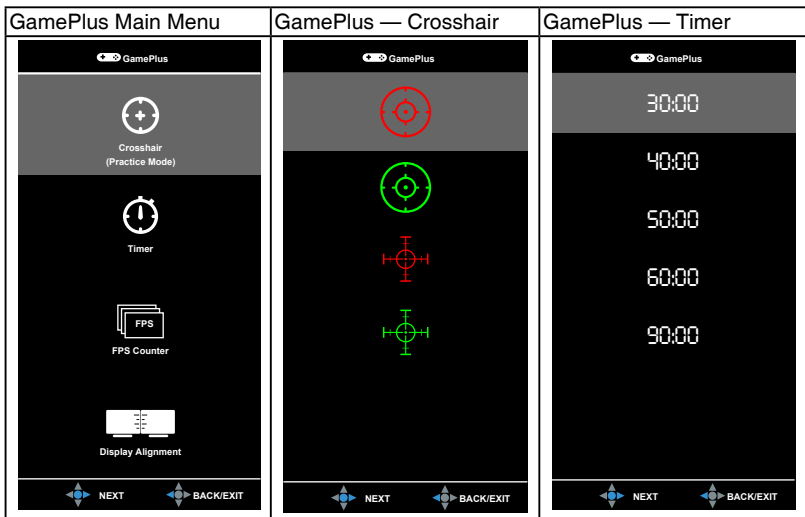 GamePlus Main Menu
GamePlus — Crosshair
GamePlus — Timer
GamePlus
Crosshair
(Practice Mode)
Timer
FPS
FPS Counter
Display Alignment
NEXT
BACK/EXIT
GamePlus
NEXT
BACK/EXIT
GamePlus
30:00
40:00
50:00
60:00
90:00
NEXT
BACK/EXIT